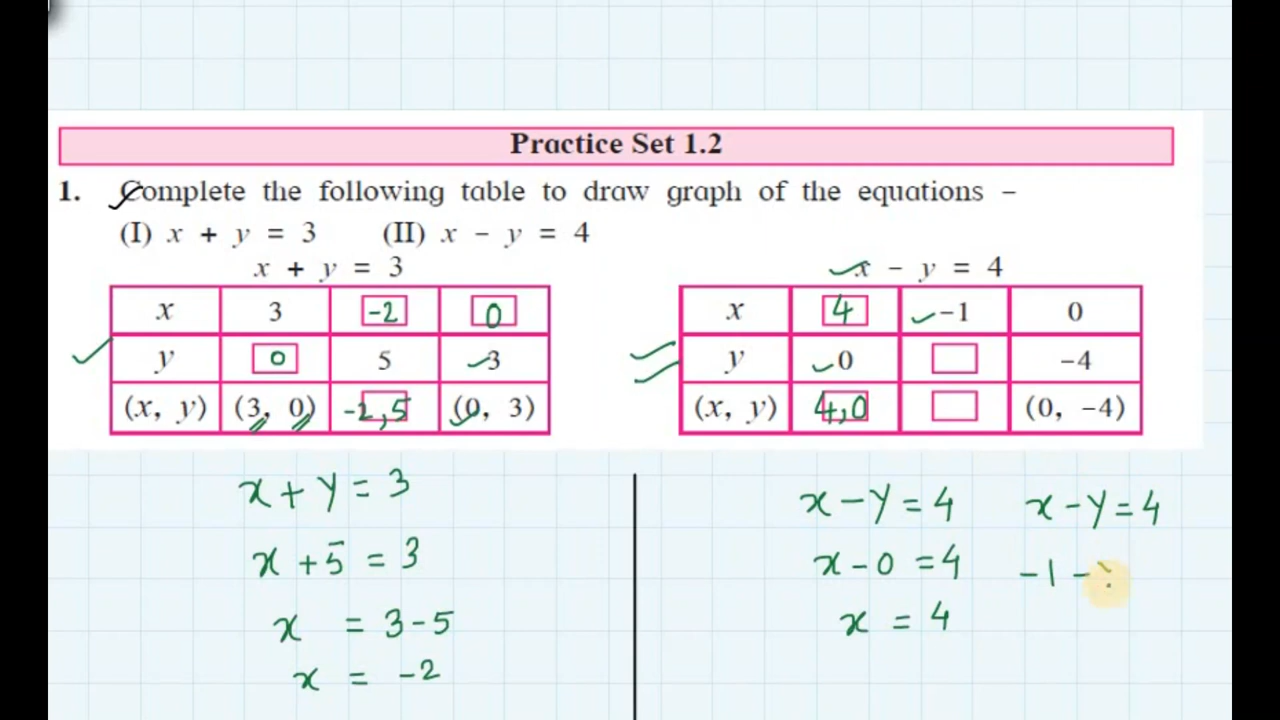 Practice Set 1.2
1. Complete the following table to draw graph of the equations –
(I) x + y = 3 (II) x – y = 4
x + y = 3
x 3 -2 0
y 0 5 3
(x, y) (3, 0) -2,5 (0, 3)
x – y = 4
x 4 –1 0
y 0 –4
(x, y) 4,0 (0, –4)
x + y = 3
x + 5 = 3
x = 3 - 5
x = -2
x - y = 4
x - 0 = 4
x = 4
x - y = 4
-1 -